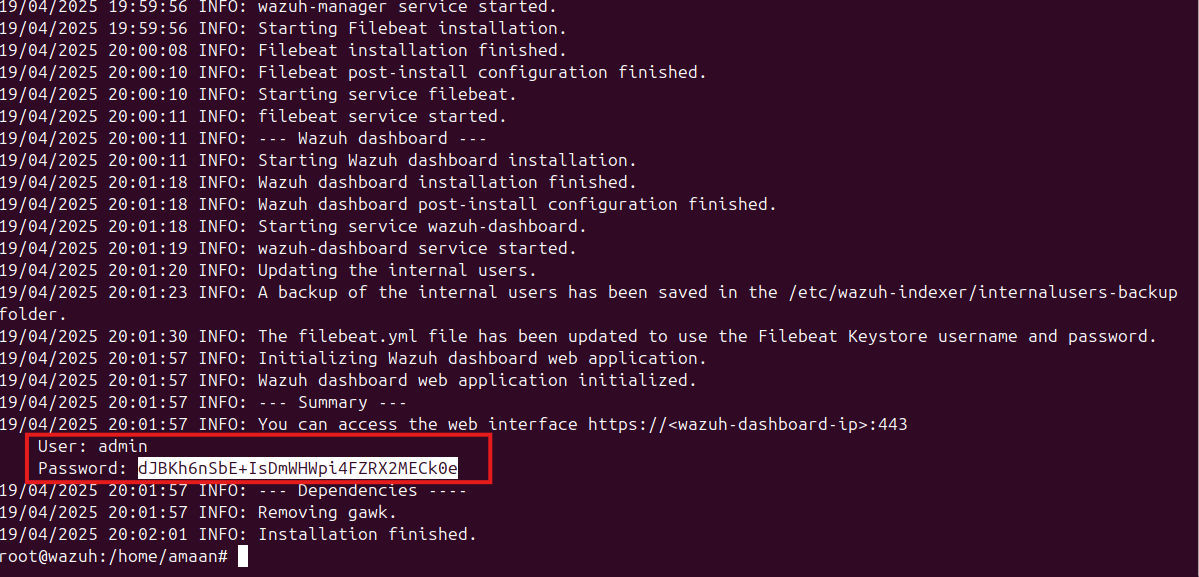 19/04/2025 19:59:56 INFO: wazuh-manager service started.
19/04/2025 19:59:56 INFO: Starting Filebeat installation.
19/04/2025 20:00:08 INFO: Filebeat installation finished.
19/04/2025 20:00:10 INFO: Filebeat post-install configuration finished.
19/04/2025 20:00:10 INFO: Starting service filebeat.
19/04/2025 20:00:11 INFO: filebeat service started.
19/04/2025 20:00:11 INFO: --- Wazuh dashboard ---
19/04/2025 20:00:11 INFO: Starting Wazuh dashboard installation.
19/04/2025 20:01:18 INFO: Wazuh dashboard installation finished.
19/04/2025 20:01:18 INFO: Wazuh dashboard post-install configuration finished.
19/04/2025 20:01:18 INFO: Starting service wazuh-dashboard.
19/04/2025 20:01:19 INFO: wazuh-dashboard service started.
19/04/2025 20:01:20 INFO: Updating the internal users.
19/04/2025 20:01:23 INFO: A backup of the internal users has been saved in the /etc/wazuh-indexer/internalusers-backup
folder.
19/04/2025 20:01:30 INFO: The filebeat.yml file has been updated to use the Filebeat Keystore username and password.
19/04/2025 20:01:57 INFO: Initializing Wazuh dashboard web application.
19/04/2025 20:01:57 INFO: Wazuh dashboard web application initialized.
19/04/2025 20:01:57 INFO: --- Summary ---
19/04/2025 20:01:57 INFO: You can access the web interface https://<wazuh-dashboard-ip>:443
User: admin
Password: dJBKh6nSbE+IsDmWHWpi4FZRX2MECk0e
19/04/2025 20:01:57 INFO: --- Dependencies ----
19/04/2025 20:01:57 INFO: Removing gawk.
19/04/2025 20:02:01 INFO: Installation finished.
root@wazuh:/home/amaan#